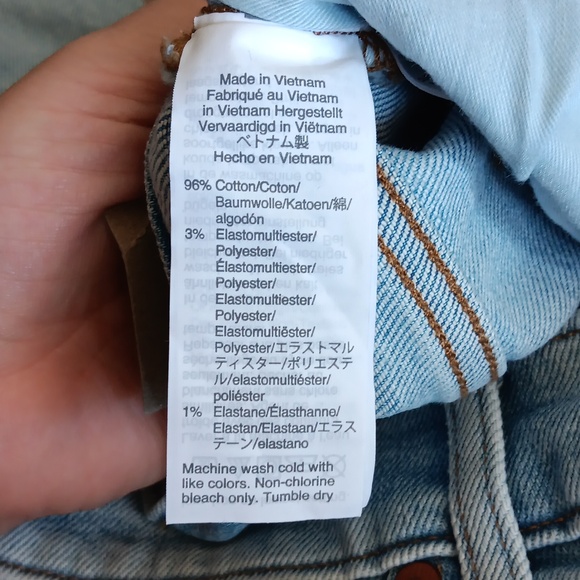 Made in Vietnam
Fabriqué au Vietnam
in Vietnam Hergestellt
Vervaardigd in Viëtnam
ベトナム製
Hecho en Vietnam
96% Cotton/Coton/
Baumwolle/Katoen/綿/
algodón
3% Elastomultiester/
Polyester/
Élastomultiester/
Polyester/
Elastomultiester/
Polyester/
Elastomultiëster/
Polyester/エラストマル
ティスター/ポリエステ
ル/elastomultiéster/
poliéster
1% Elastane/Élasthanne/
Elastan/Elastaan/エラス
テーン/elastano
Machine wash cold with
like colors. Non-chlorine
bleach only. Tumble dry